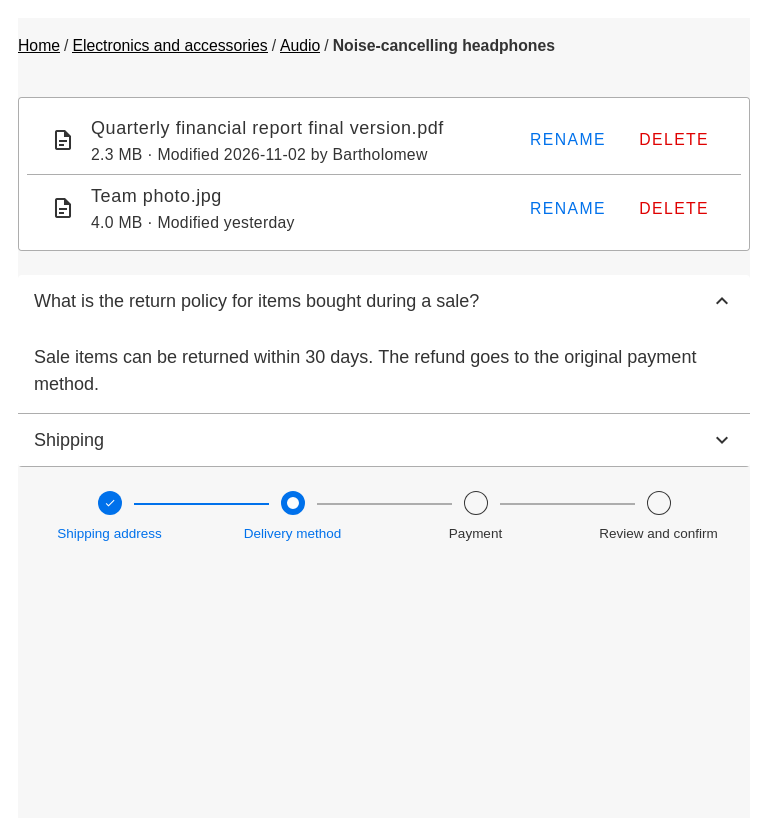 Home / Electronics and accessories / Audio / Noise-cancelling headphones
Quarterly financial report final version.pdf
2.3 MB · Modified 2026-11-02 by Bartholomew
RENAME DELETE
Team photo.jpg
4.0 MB · Modified yesterday
RENAME DELETE
What is the return policy for items bought during a sale?
Sale items can be returned within 30 days. The refund goes to the original payment
method.
Shipping
Shipping address Delivery method Payment Review and confirm